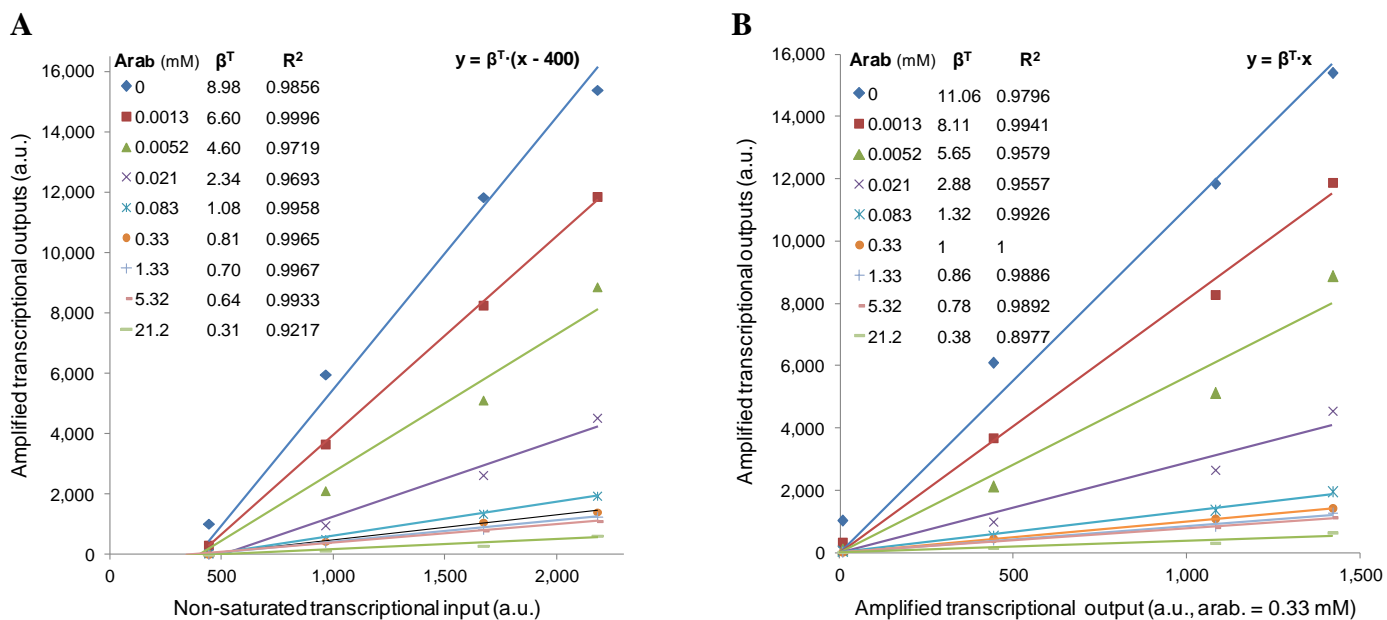 A
Arab (mM) βᵀ R² y = βᵀ·(x - 400)
0 8.98 0.9856
0.0013 6.60 0.9996
0.0052 4.60 0.9719
0.021 2.34 0.9693
0.083 1.08 0.9958
0.33 0.81 0.9965
1.33 0.70 0.9967
5.32 0.64 0.9933
21.2 0.31 0.9217
16,000
14,000
12,000
10,000
8,000
6,000
4,000
2,000
0
Amplified transcriptional outputs (a.u.)
0 500 1,000 1,500 2,000
Non-saturated transcriptional input (a.u.)
B
Arab (mM) βᵀ R² y = βᵀ·x
0 11.06 0.9796
0.0013 8.11 0.9941
0.0052 5.65 0.9579
0.021 2.88 0.9557
0.083 1.32 0.9926
0.33 1 1
1.33 0.86 0.9886
5.32 0.78 0.9892
21.2 0.38 0.8977
16,000
14,000
12,000
10,000
8,000
6,000
4,000
2,000
0
Amplified transcriptional outputs (a.u.)
0 500 1,000 1,500
Amplified transcriptional output (a.u., arab. = 0.33 mM)